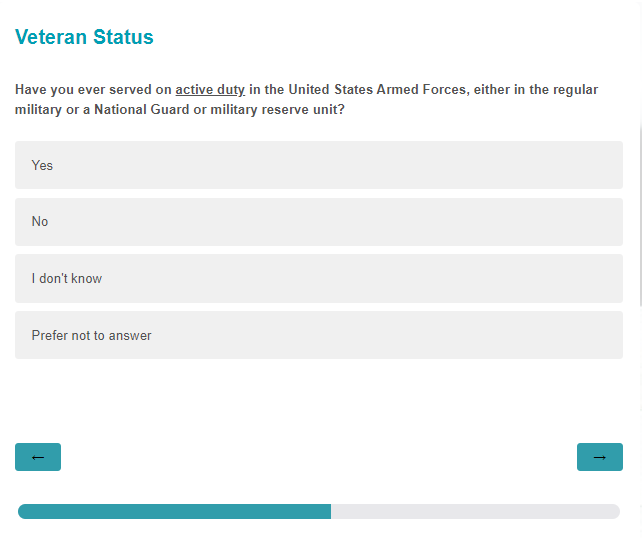 Veteran Status
Have you ever served on active duty in the United States Armed Forces, either in the regular
military or a National Guard or military reserve unit?
Yes
No
I don't know
Prefer not to answer
←
→